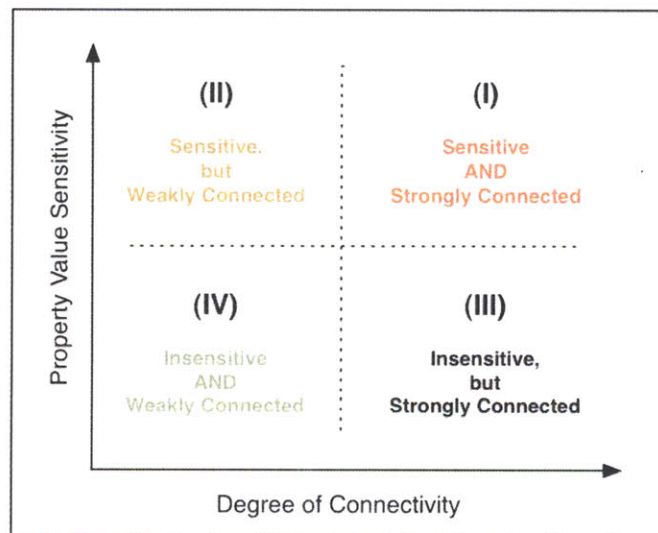 Property Value Sensitivity
(II)
Sensitive,
but
Weakly Connected
(I)
Sensitive
AND
Strongly Connected
(IV)
Insensitive
AND
Weakly Connected
(III)
Insensitive,
but
Strongly Connected
Degree of Connectivity